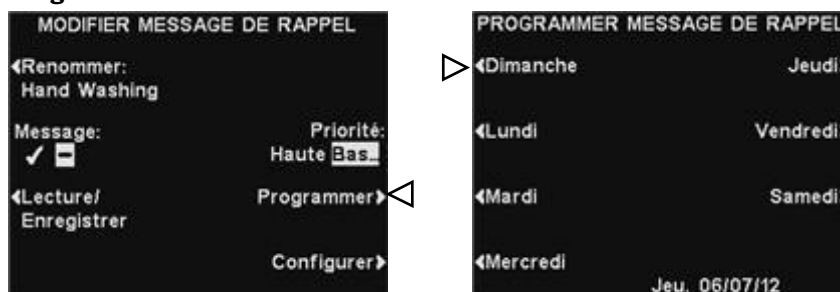 MODIFIER MESSAGE DE RAPPEL
Renommer:
Hand Washing
Message:
Priorité:
Haute Bas…
Lecture/
Enregistrer
Programmer
Configurer
PROGRAMMER MESSAGE DE RAPPEL
Dimanche
Jeudi
Lundi
Vendredi
Mardi
Samedi
Mercredi
Jeu. 06/07/12